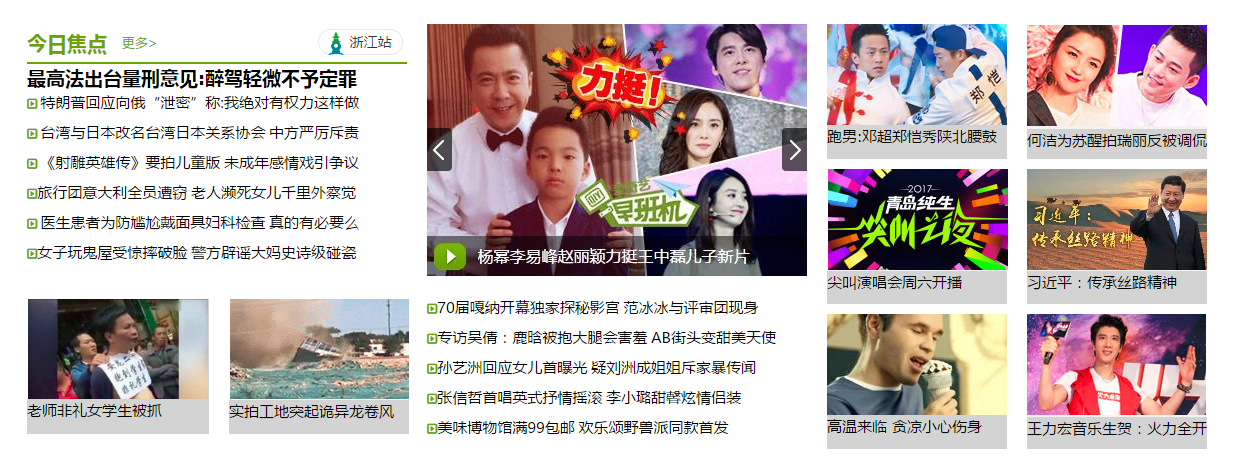 今日焦点 更多>
浙江站
最高法出台量刑意见:醉驾轻微不予定罪
特朗普回应向俄“泄密”称:我绝对有权力这样做
台湾与日本改名台湾日本关系协会 中方严厉斥责
《射雕英雄传》要拍儿童版 未成年感情戏引争议
旅行团意大利全员遭窃 老人濒死女儿千里外察觉
医生患者为防尴尬戴面具妇科检查 真的有必要么
女子玩鬼屋受惊摔破脸 警方辟谣大妈史诗级碰瓷
老师非礼女学生被抓
实拍工地突起诡异龙卷风
力挺!
早班机
杨幂李易峰赵丽颖力挺王中磊儿子新片
70届嘎纳开幕独家探秘影宫 范冰冰与评审团现身
专访吴倩：鹿晗被抱大腿会害羞 AB街头变甜美天使
孙艺洲回应女儿首曝光 疑刘洲成姐姐斥家暴传闻
张信哲首唱英式抒情摇滚 李小璐甜馨炫情侣装
美味博物馆满99包邮 欢乐颂野兽派同款首发
郑恺
跑男:邓超郑恺秀陕北腰鼓
何洁为苏醒拍瑞丽反被调侃
2017
青岛纯生
尖叫之夜
尖叫演唱会周六开播
习近平：
传承丝路精神
习近平：传承丝路精神
高温来临 贪凉小心伤身
王力宏音乐生贺：火力全开